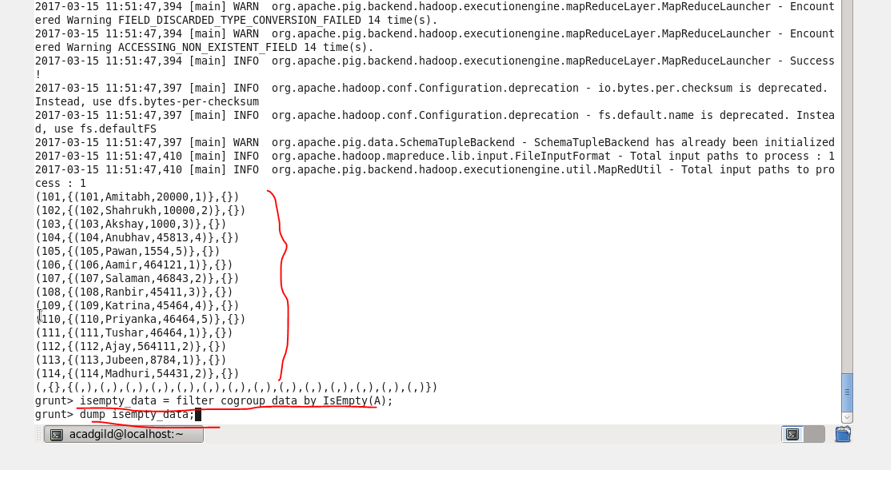 2017-03-15 11:51:47,394 [main] WARN  org.apache.pig.backend.hadoop.executionengine.mapReduceLayer.MapReduceLauncher - Encount
ered Warning FIELD_DISCARDED_TYPE_CONVERSION_FAILED 14 time(s).
2017-03-15 11:51:47,394 [main] WARN  org.apache.pig.backend.hadoop.executionengine.mapReduceLayer.MapReduceLauncher - Encount
ered Warning ACCESSING_NON_EXISTENT_FIELD 14 time(s).
2017-03-15 11:51:47,394 [main] INFO  org.apache.pig.backend.hadoop.executionengine.mapReduceLayer.MapReduceLauncher - Success
!
2017-03-15 11:51:47,397 [main] INFO  org.apache.hadoop.conf.Configuration.deprecation - io.bytes.per.checksum is deprecated.
Instead, use dfs.bytes-per-checksum
2017-03-15 11:51:47,397 [main] INFO  org.apache.hadoop.conf.Configuration.deprecation - fs.default.name is deprecated. Instea
d, use fs.defaultFS
2017-03-15 11:51:47,397 [main] WARN  org.apache.pig.data.SchemaTupleBackend - SchemaTupleBackend has already been initialized
2017-03-15 11:51:47,410 [main] INFO  org.apache.hadoop.mapreduce.lib.input.FileInputFormat - Total input paths to process : 1
2017-03-15 11:51:47,410 [main] INFO  org.apache.pig.backend.hadoop.executionengine.util.MapRedUtil - Total input paths to pro
cess : 1
(101,{(101,Amitabh,20000,1)},{})
(102,{(102,Shahrukh,10000,2)},{})
(103,{(103,Akshay,1000,3)},{})
(104,{(104,Anubhav,45813,4)},{})
(105,{(105,Pawan,1554,5)},{})
(106,{(106,Aamir,464121,1)},{})
(107,{(107,Salaman,46843,2)},{})
(108,{(108,Ranbir,45411,3)},{})
(109,{(109,Katrina,45464,4)},{})
(110,{(110,Priyanka,46464,5)},{})
(111,{(111,Tushar,46464,1)},{})
(112,{(112,Ajay,564111,2)},{})
(113,{(113,Jubeen,8784,1)},{})
(114,{(114,Madhuri,54431,2)},{})
(,{},{(,),(,),(,),(,),(,),(,),(,),(,),(,),(,),(,),(,),(,),(,)})
grunt> isempty_data = filter cogroup_data by IsEmpty(A);
grunt> dump isempty_data;
acadgild@localhost:~